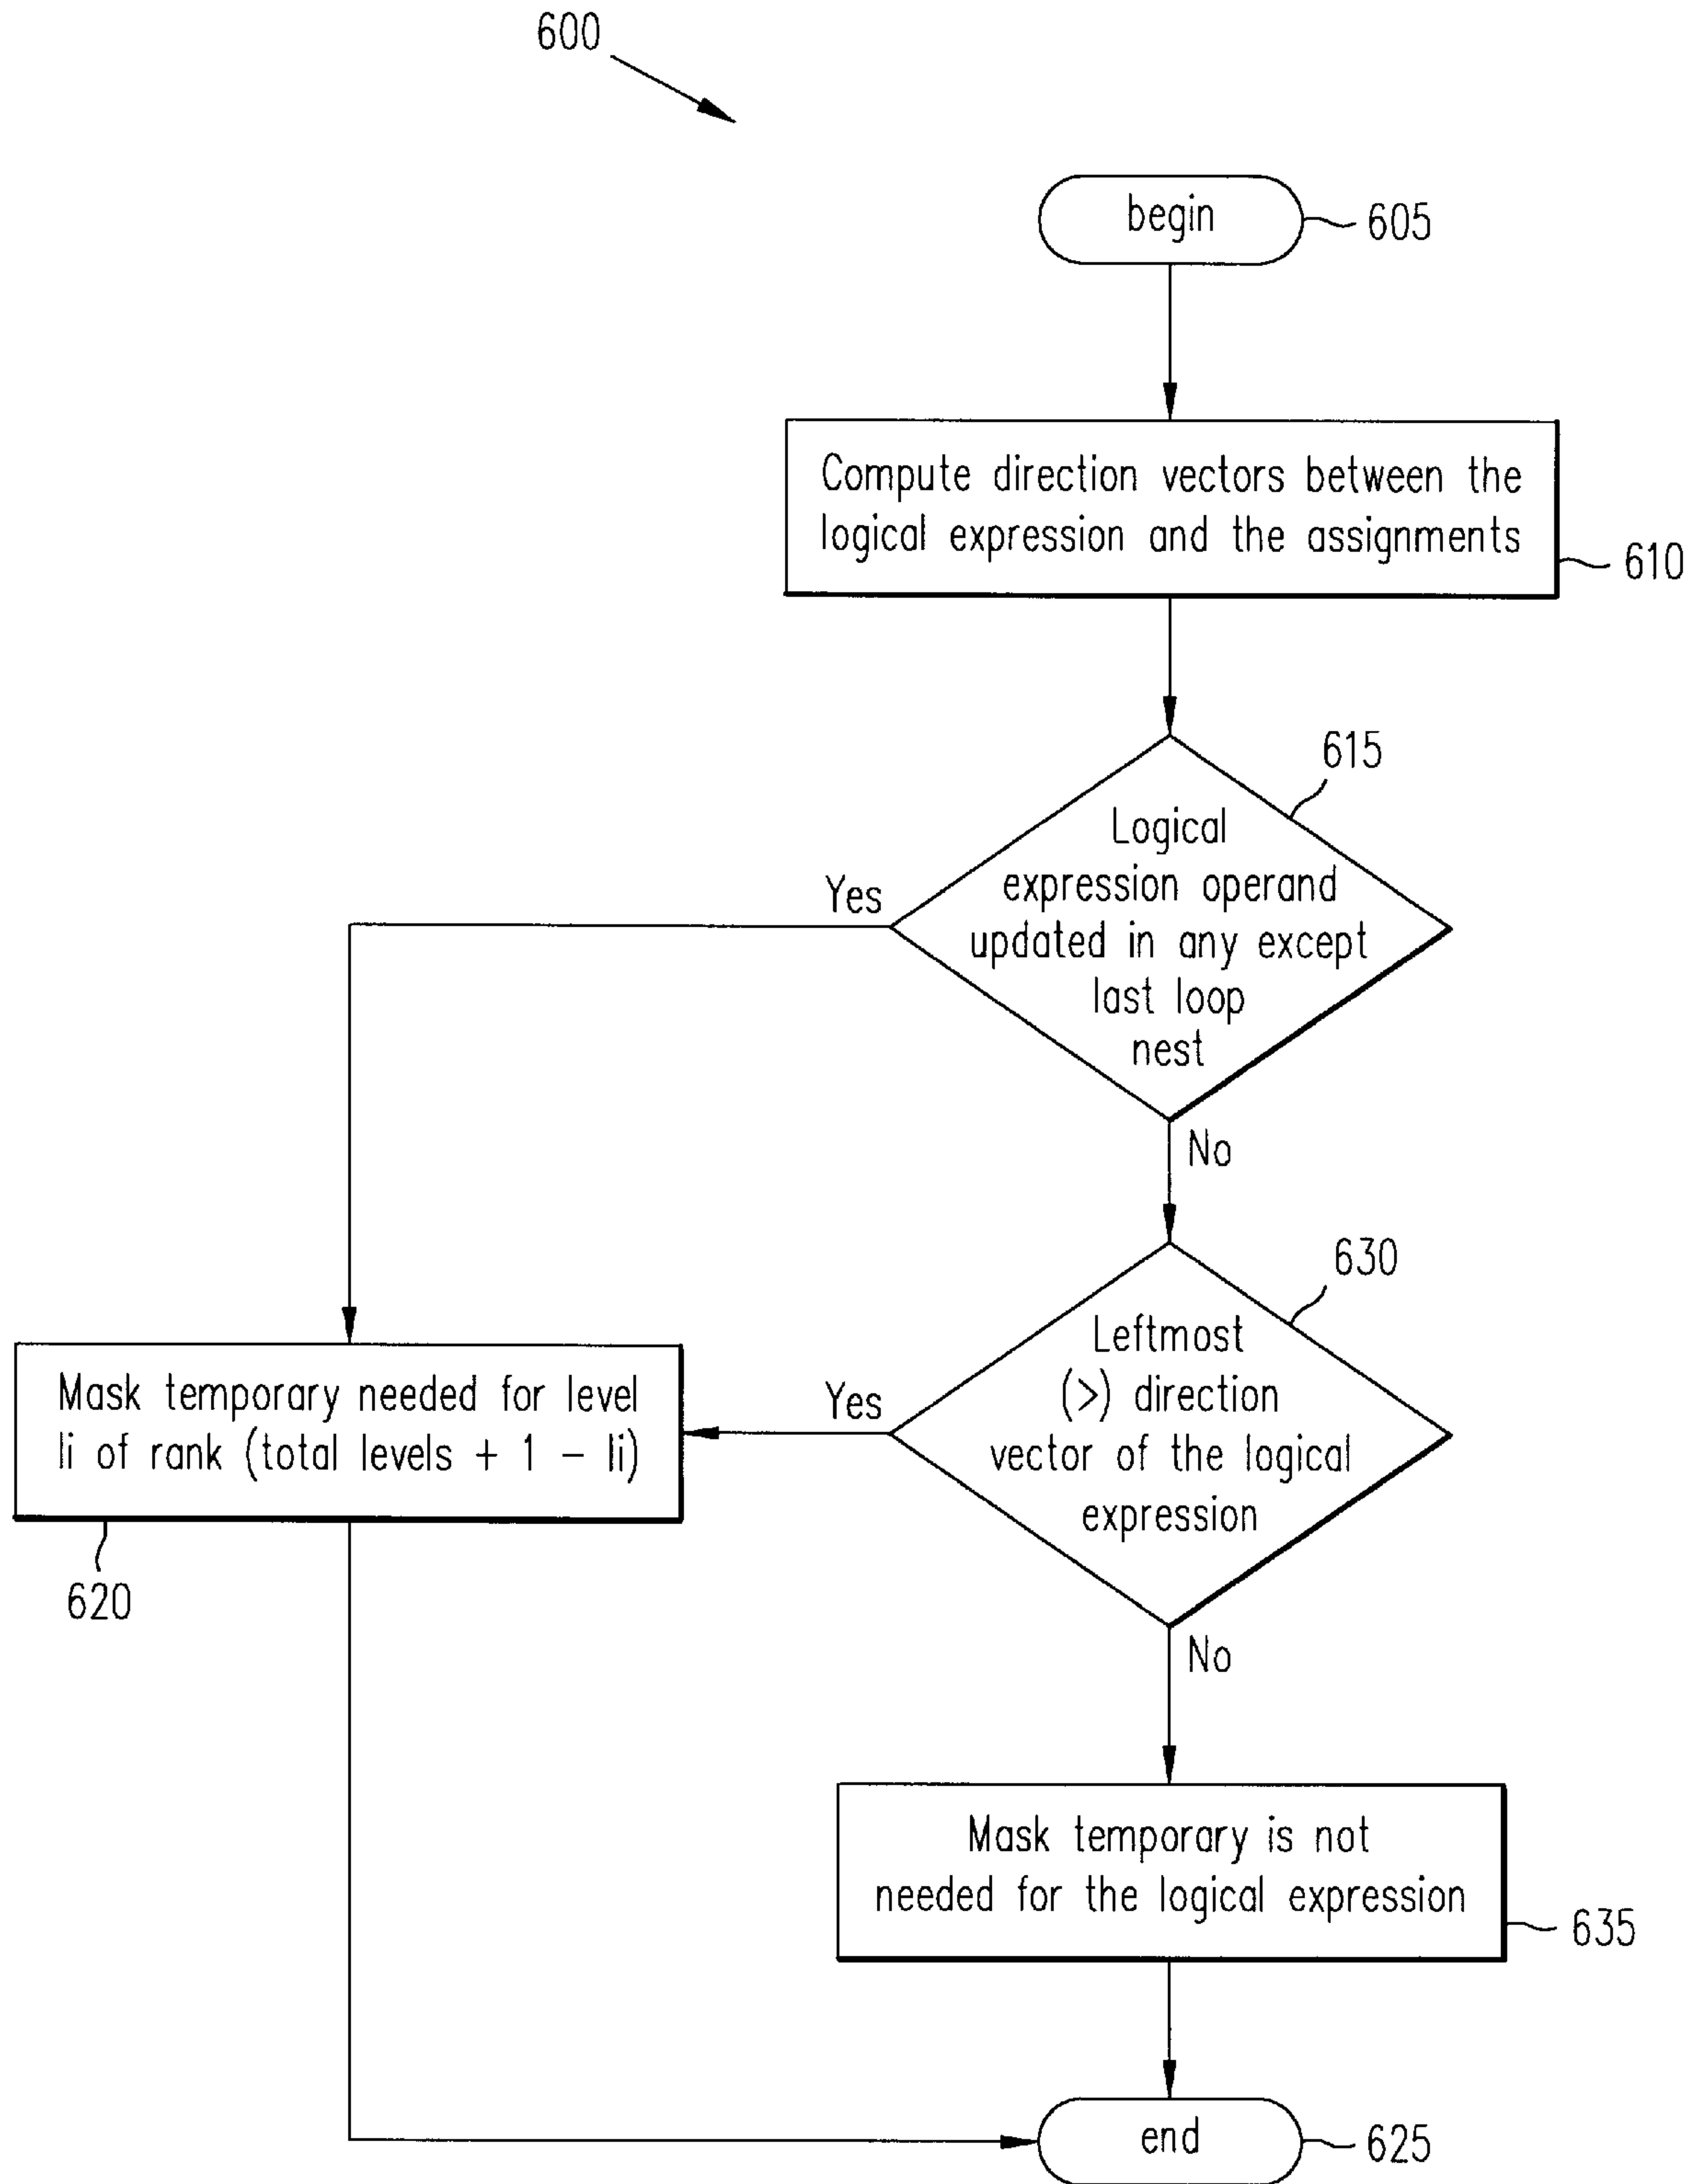 600
begin
605
Compute direction vectors between the
logical expression and the assignments
610
615
Logical
expression operand
updated in any except
last loop
nest
Yes
No
630
Leftmost
(>) direction
vector of the logical
expression
Yes
Mask temporary needed for level
li of rank (total levels + 1 - li)
620
No
Mask temporary is not
needed for the logical expression
635
end
625